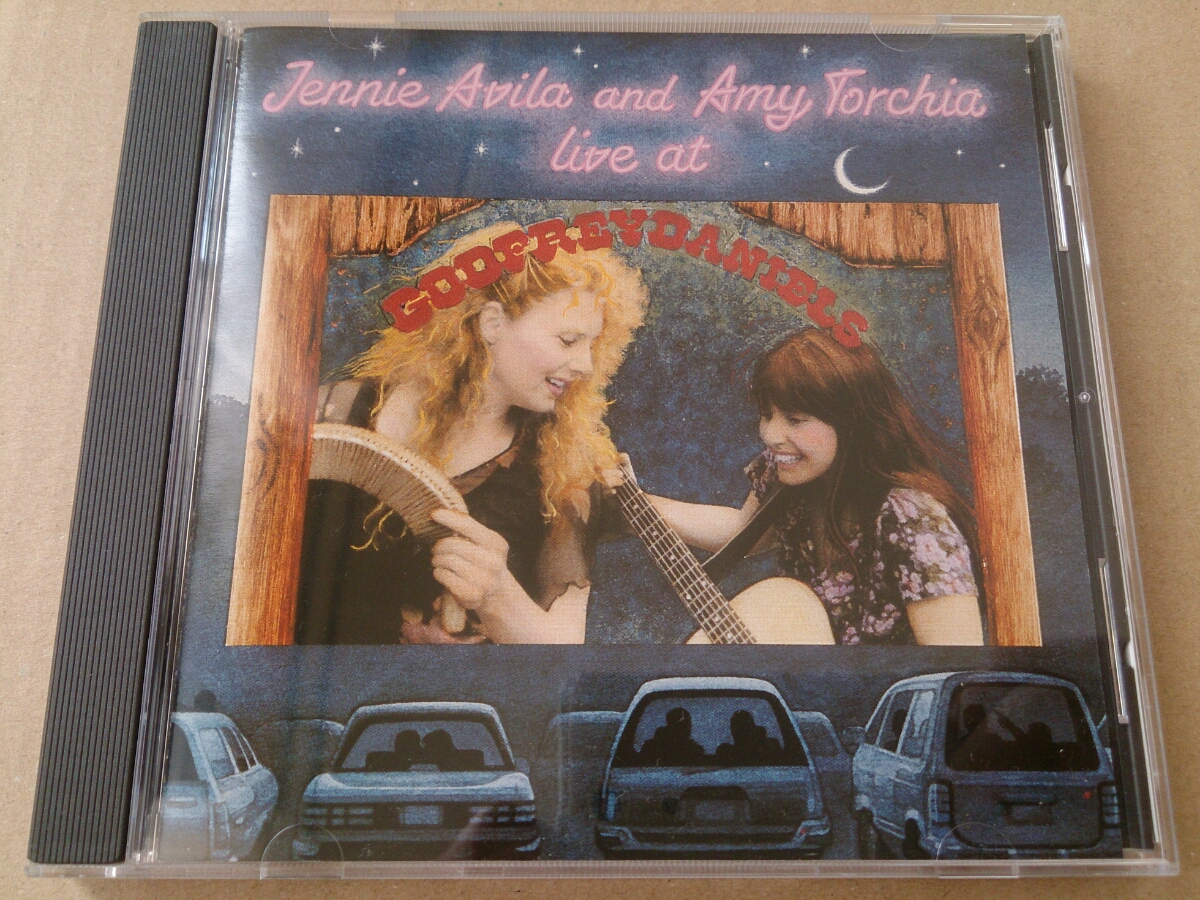 Jennie Avila and Amy Torchia
live at
GODFREYDANIELS